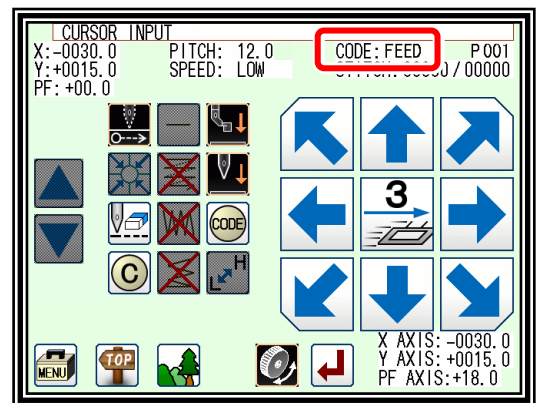 CURSOR INPUT
X:-0030.0 PITCH: 12.0 CODE:FEED P001
Y:+0015.0 SPEED: LOW / 00000
PF:+00.0
3
CODE
C
L H
MENU TOP
X AXIS: -0030.0
Y AXIS: +0015.0
PF AXIS:+18.0